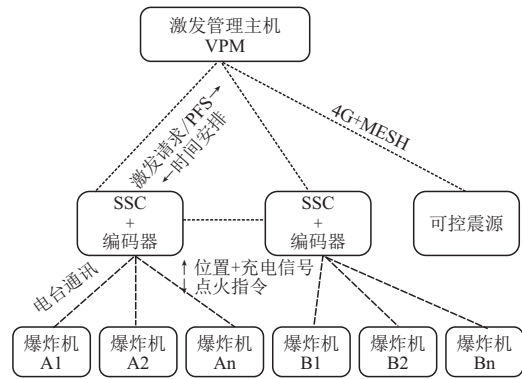 激发管理主机
VPM
激发请求/PFS→
←时间安排
4G+MESH
SSC
+
编码器
SSC
+
编码器
可控震源
电台通讯
↑位置+充电信号
↓点火指令
爆炸机
A1
爆炸机
A2
爆炸机
An
爆炸机
B1
爆炸机
B2
爆炸机
Bn